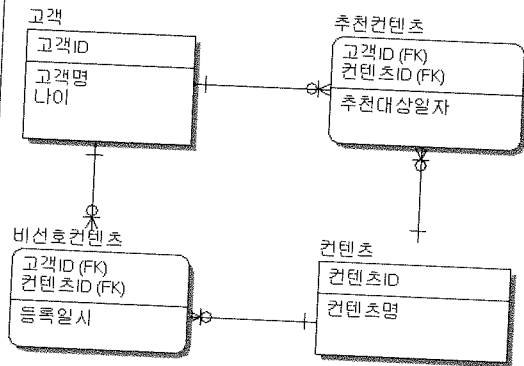 고객
고객ID
고객명
나이
추천컨텐츠
고객ID (FK)
컨텐츠ID (FK)
추천대상일자
비선호컨텐츠
고객ID (FK)
컨텐츠ID (FK)
등록일시
컨텐츠
컨텐츠ID
컨텐츠명